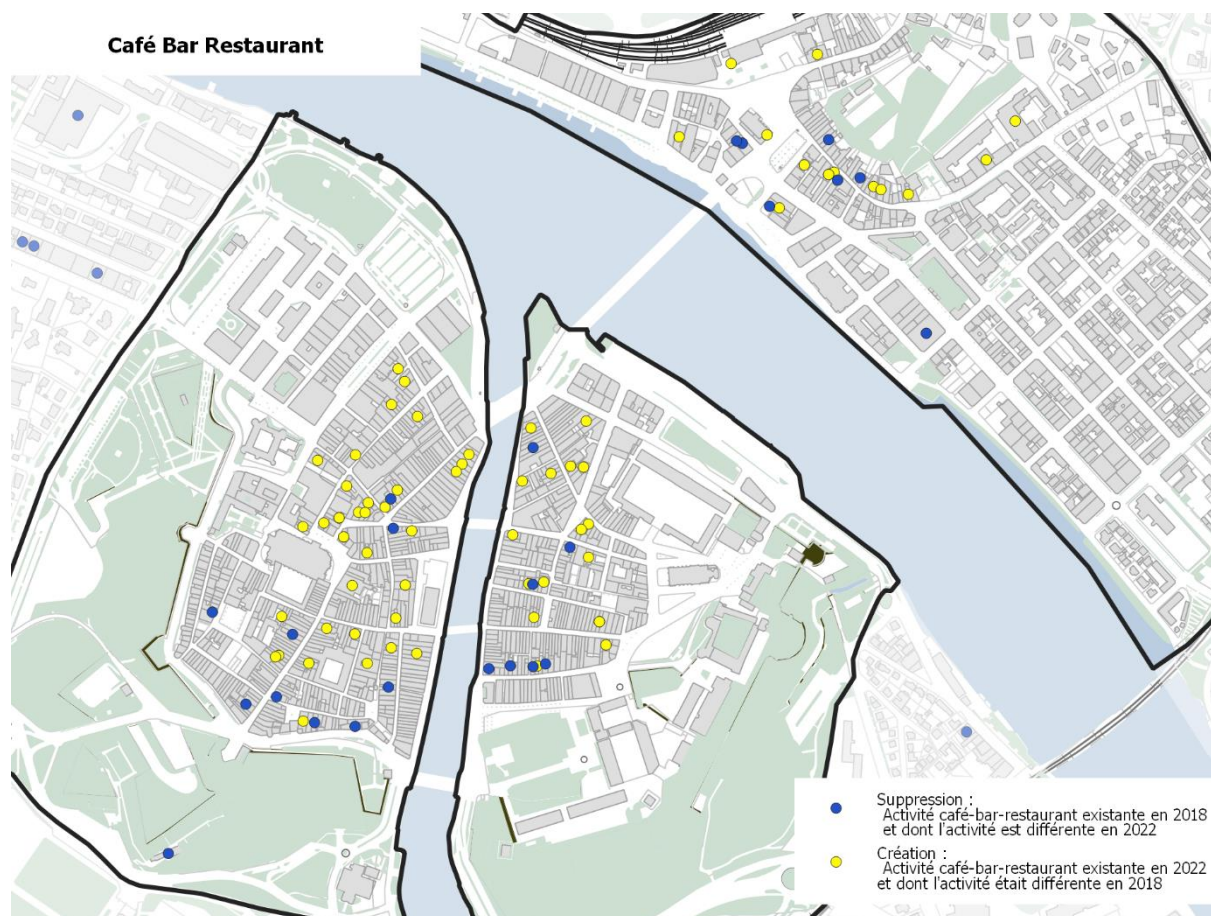 Café Bar Restaurant
Suppression :
Activité café-bar-restaurant existante en 2018
et dont l'activité est différente en 2022
Création :
Activité café-bar-restaurant existante en 2022
et dont l'activité était différente en 2018